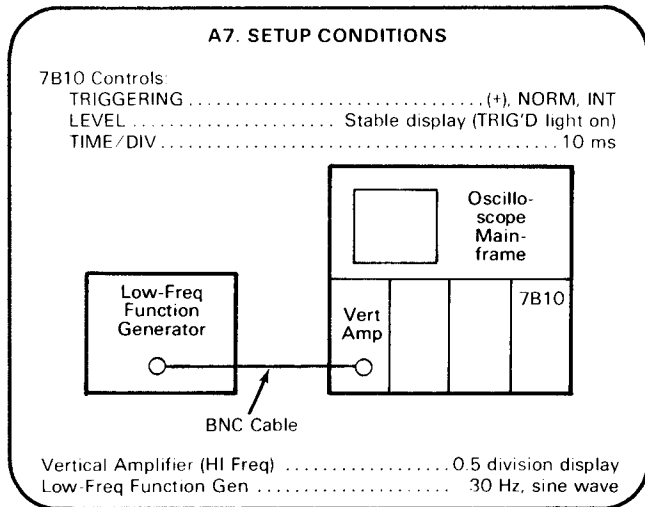 A7. SETUP CONDITIONS
7B10 Controls:
TRIGGERING ................................ (+), NORM, INT
LEVEL ...................... Stable display (TRIG'D light on)
TIME/DIV .......................................... 10 ms
Oscillo-
scope
Main-
frame
Low-Freq
Function
Generator
Vert
Amp
7B10
BNC Cable
Vertical Amplifier (HI Freq) .................. 0.5 division display
Low-Freq Function Gen ...................... 30 Hz, sine wave